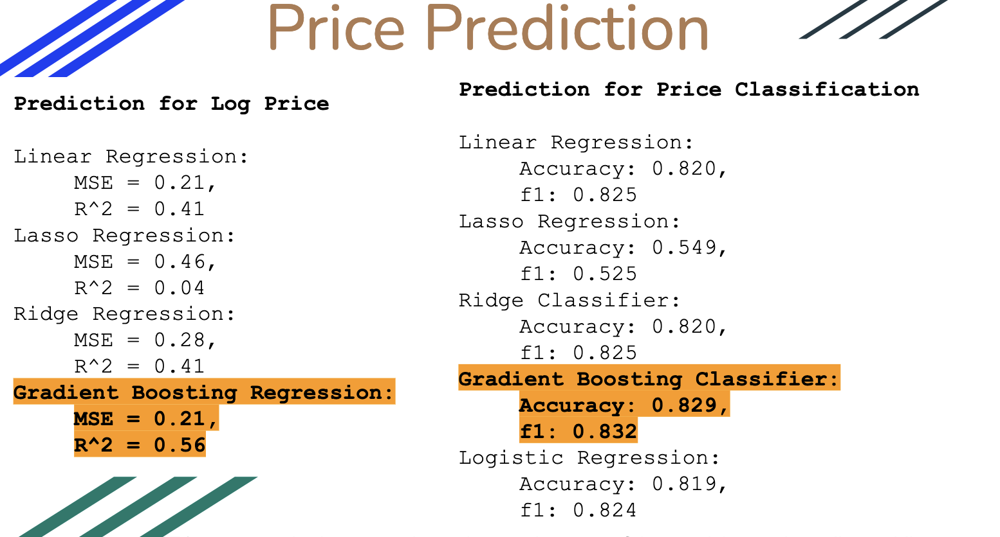 Price Prediction
Prediction for Log Price
Linear Regression:
MSE = 0.21,
R^2 = 0.41
Lasso Regression:
MSE = 0.46,
R^2 = 0.04
Ridge Regression:
MSE = 0.28,
R^2 = 0.41
Gradient Boosting Regression:
MSE = 0.21,
R^2 = 0.56
Prediction for Price Classification
Linear Regression:
Accuracy: 0.820,
f1: 0.825
Lasso Regression:
Accuracy: 0.549,
f1: 0.525
Ridge Classifier:
Accuracy: 0.820,
f1: 0.825
Gradient Boosting Classifier:
Accuracy: 0.829,
f1: 0.832
Logistic Regression:
Accuracy: 0.819,
f1: 0.824